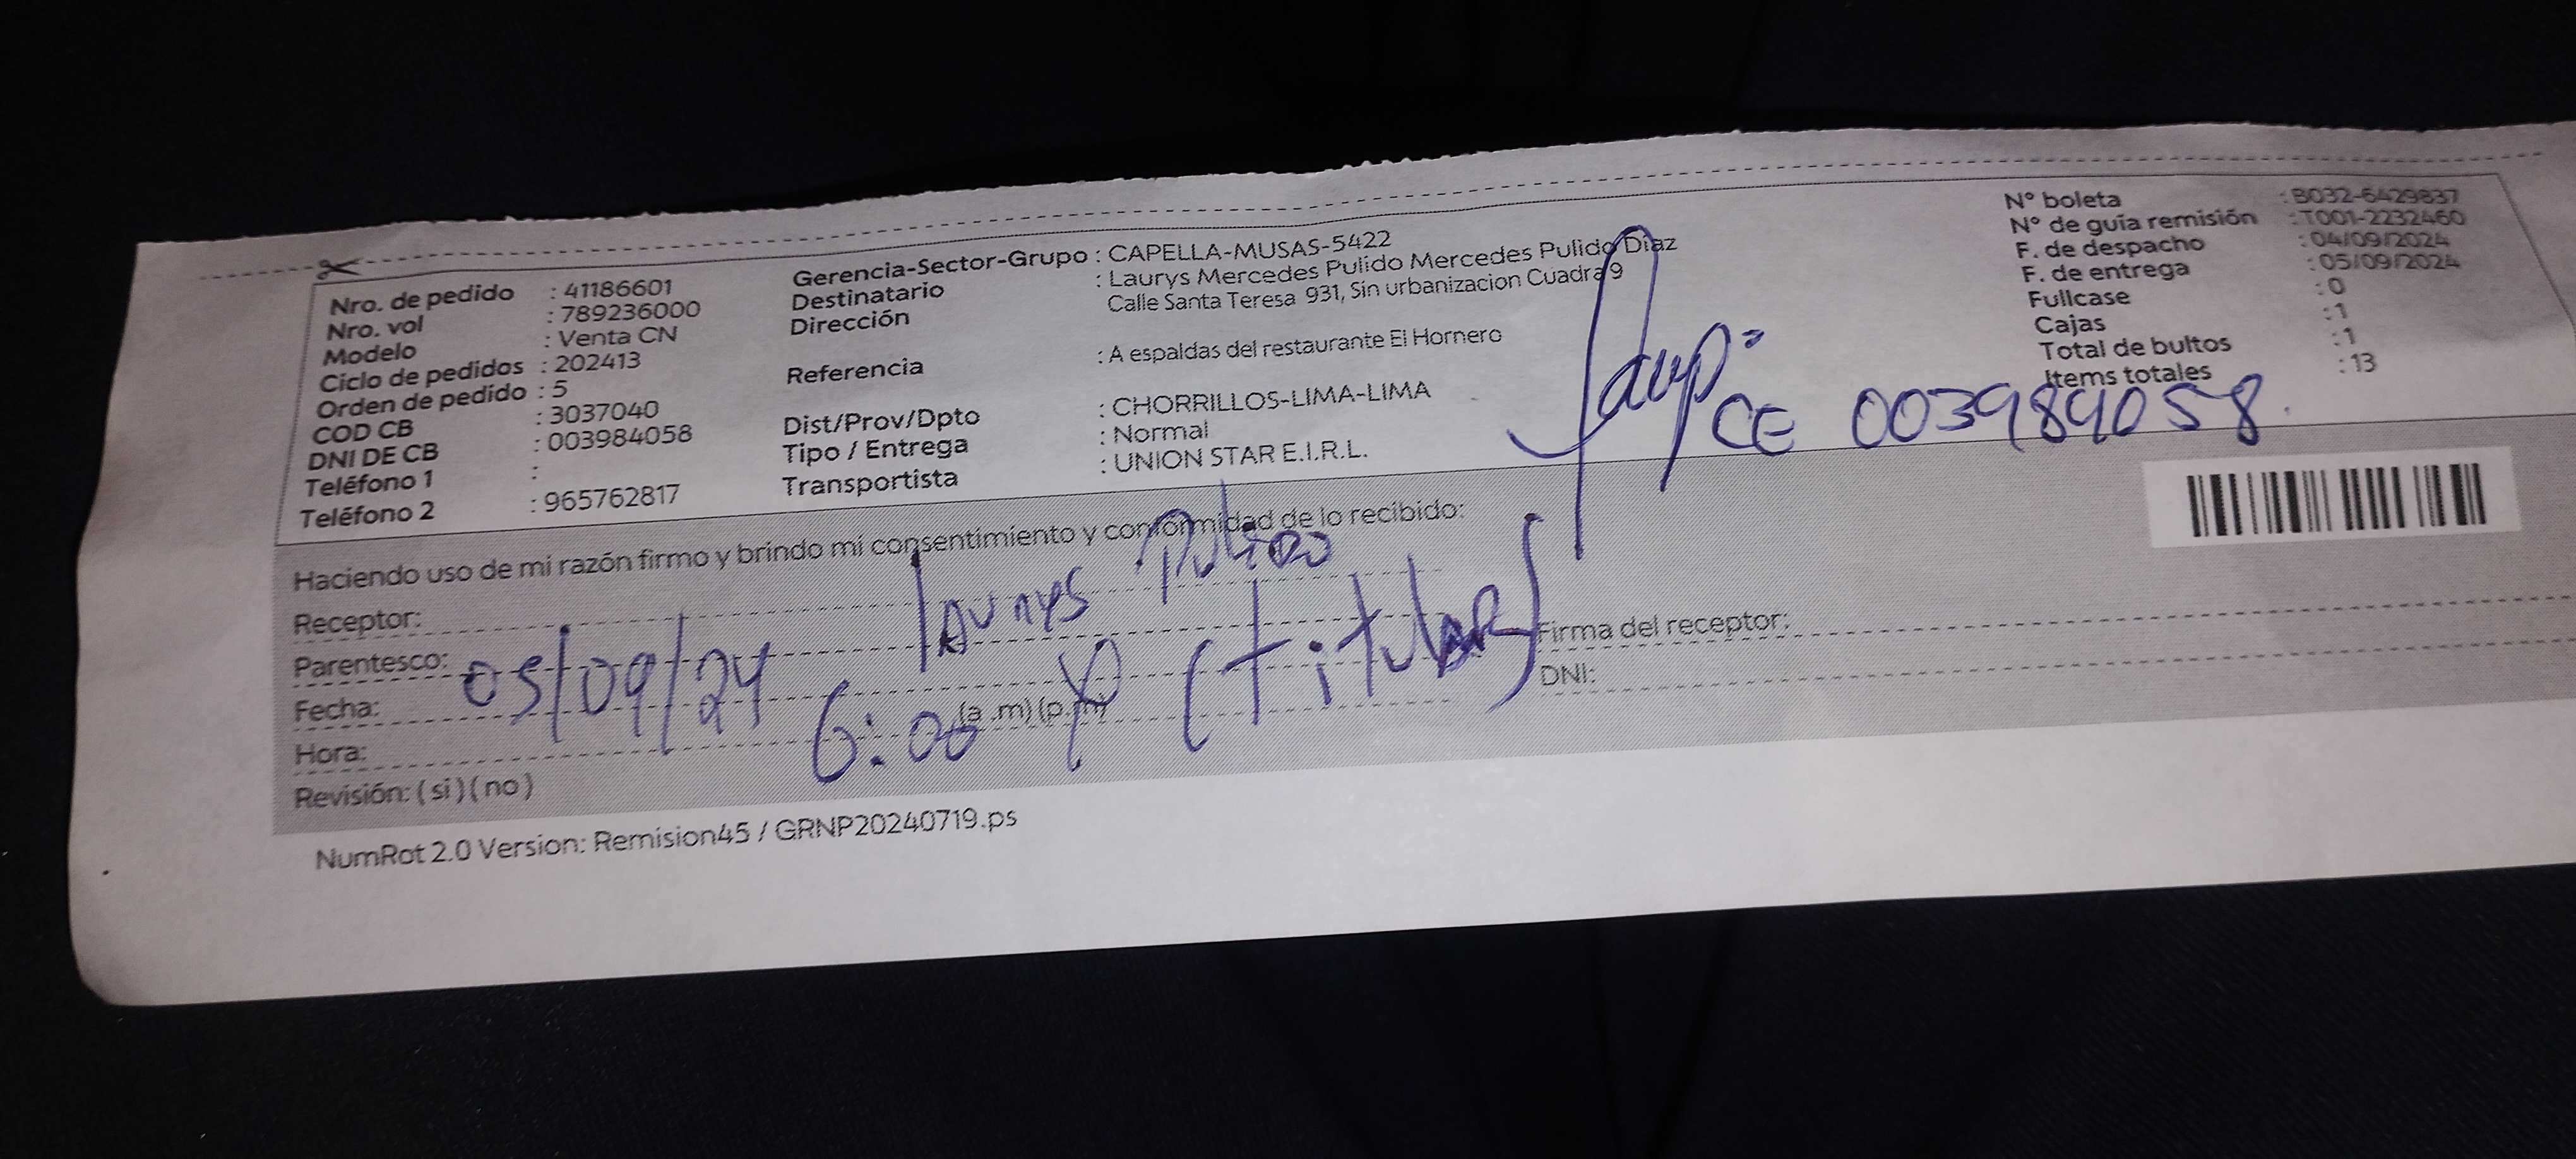 Nro. de pedido : 41186601
Nro. vol : 789236000
Modelo : Venta CN
Ciclo de pedidos : 202413
Orden de pedido : 5
COD CB : 3037040
DNI DE CB : 003984058
Teléfono 1 :
Teléfono 2 : 965762817
Gerencia-Sector-Grupo : CAPELLA-MUSAS-5422
Destinatario : Laurys Mercedes Pulido Mercedes Pulido Diaz
Dirección Calle Santa Teresa 931, Sin urbanizacion Cuadra 9
Referencia : A espaldas del restaurante El Hornero
Dist/Prov/Dpto : CHORRILLOS-LIMA-LIMA
Tipo / Entrega : Normal
Transportista : UNION STAR E.I.R.L.
N° boleta : B032-6429837
N° de guía remisión : T001-2232460
F. de despacho : 04/09/2024
F. de entrega : 05/09/2024
Fullcase : 0
Cajas : 1
Total de bultos : 1
Items totales : 13
CE 003984058.
Haciendo uso de mi razón firmo y brindo mi consentimiento y conformidad de lo recibido:
Receptor: Laurys Pulido
Parentesco: (titular)
Fecha: 05/09/24
Hora: 6:00 (a .m) (p.m)
Revisión: ( si ) ( no )
Firma del receptor:
DNI:
NumRot 2.0 Version: Remision45 / GRNP20240719.ps